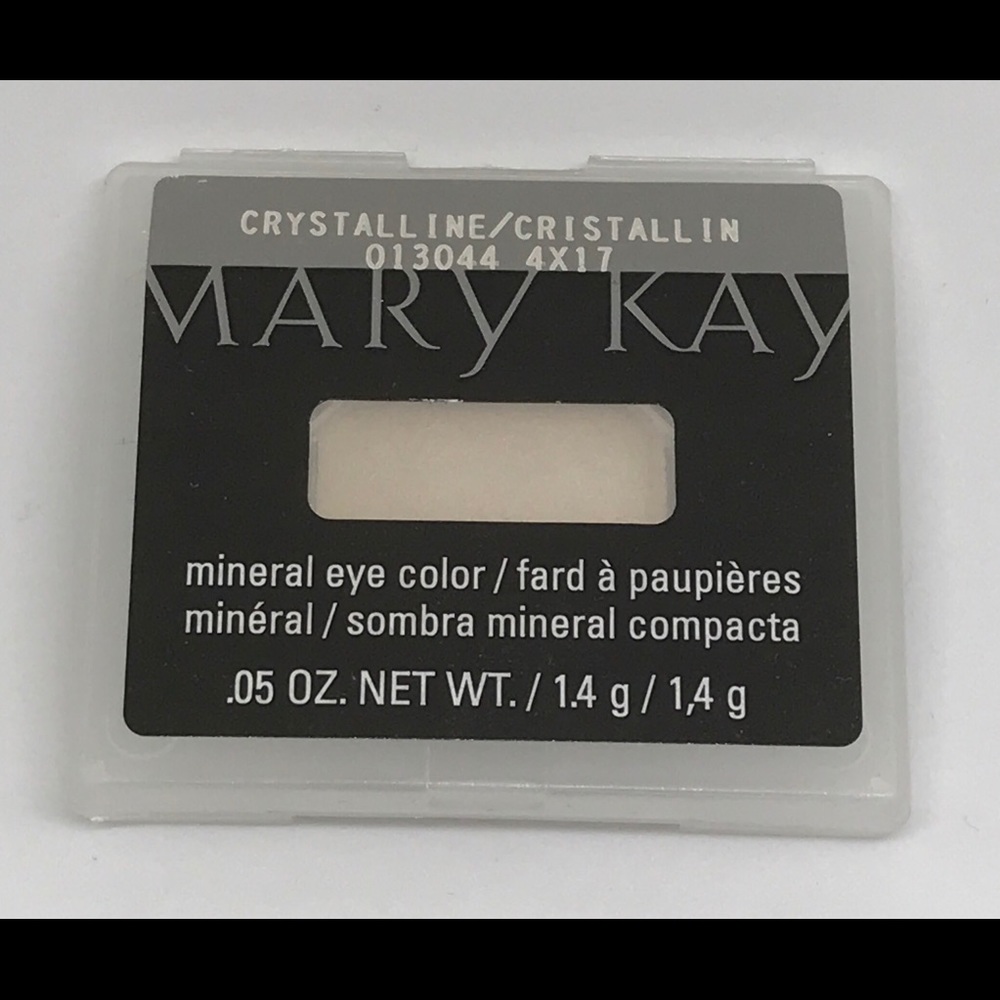 CRYSTALLINE/CRISTALLIN
013044 4X17
MARY KAY
mineral eye color / fard à paupières
minéral / sombra mineral compacta
.05 OZ. NET WT. / 1.4 g / 1,4 g